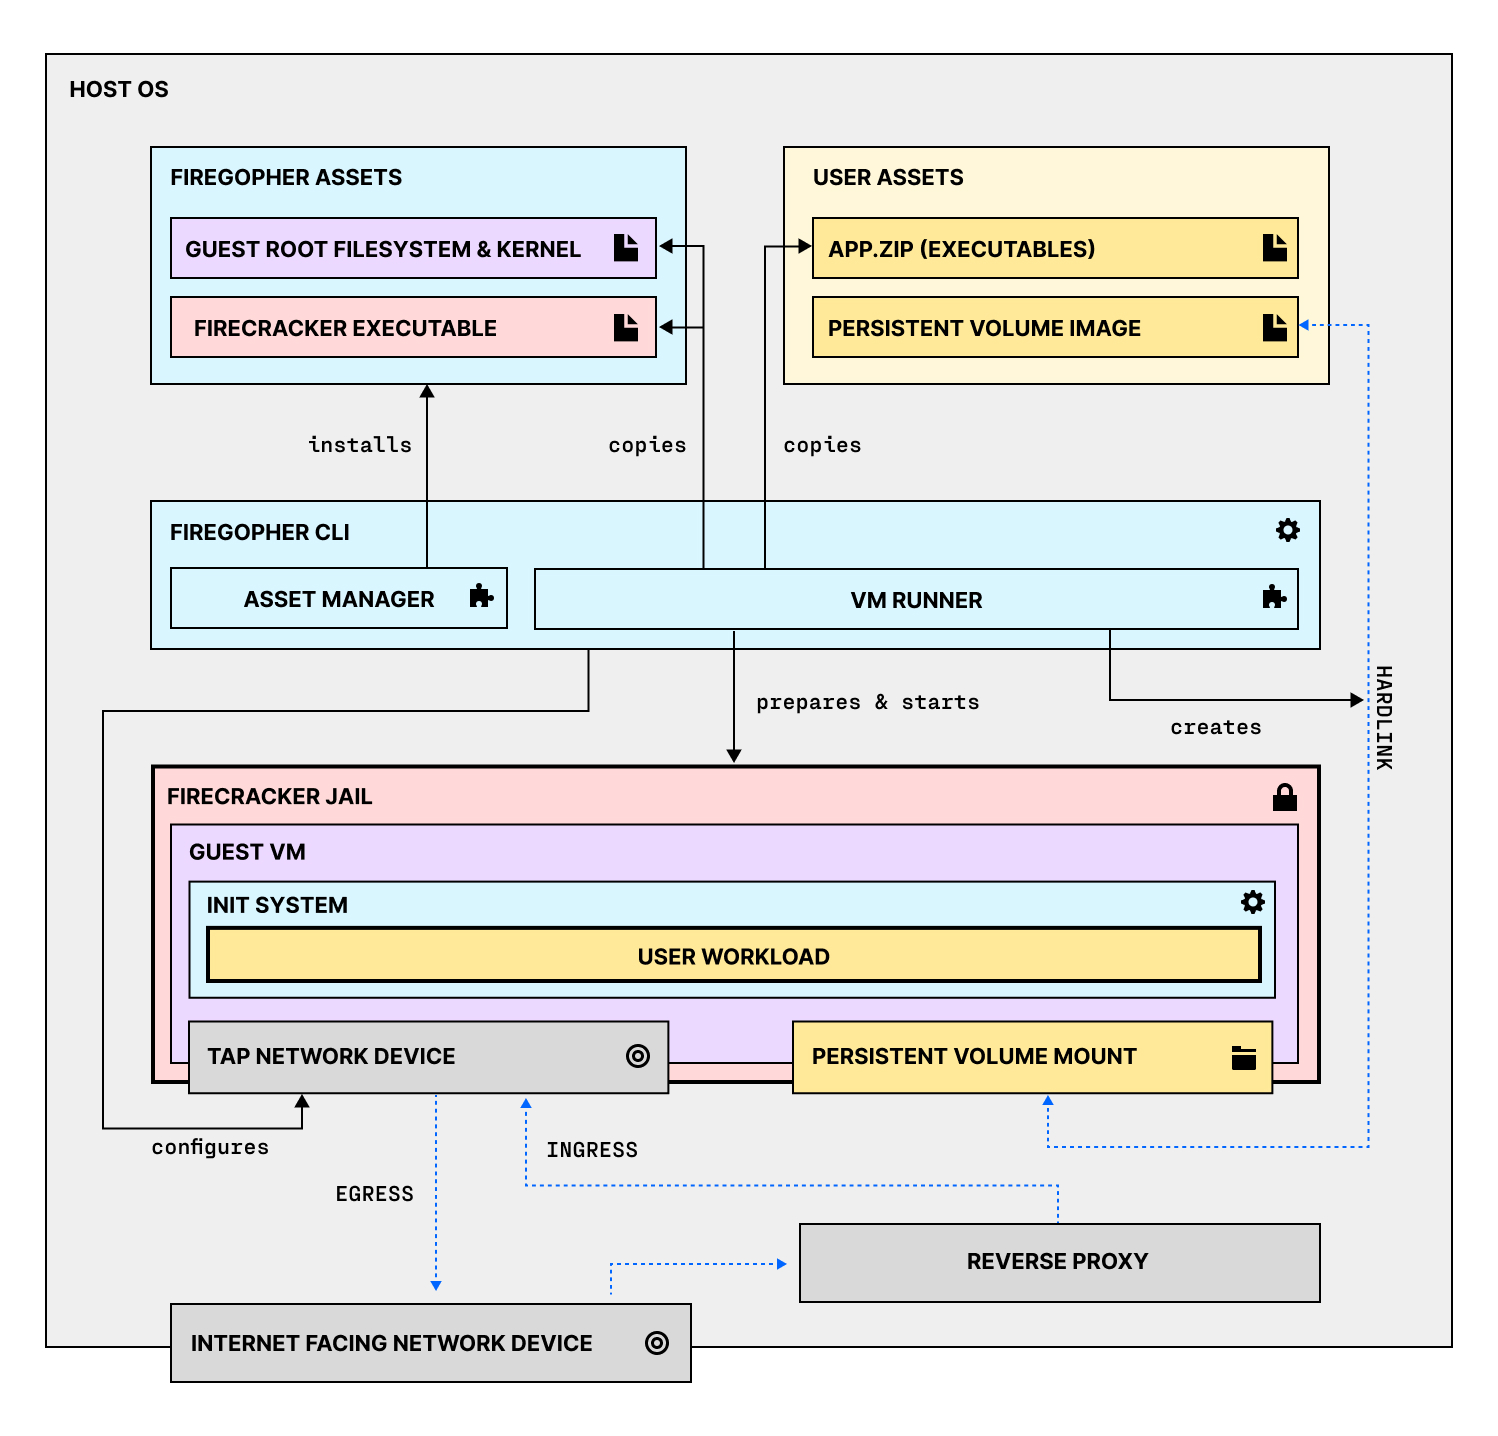 HOST OS
FIREGOPHER ASSETS
GUEST ROOT FILESYSTEM & KERNEL
FIRECRACKER EXECUTABLE
USER ASSETS
APP.ZIP (EXECUTABLES)
PERSISTENT VOLUME IMAGE
installs
copies
copies
FIREGOPHER CLI
ASSET MANAGER
VM RUNNER
prepares & starts
creates
HARDLINK
FIRECRACKER JAIL
GUEST VM
INIT SYSTEM
USER WORKLOAD
TAP NETWORK DEVICE
PERSISTENT VOLUME MOUNT
configures
INGRESS
EGRESS
REVERSE PROXY
INTERNET FACING NETWORK DEVICE